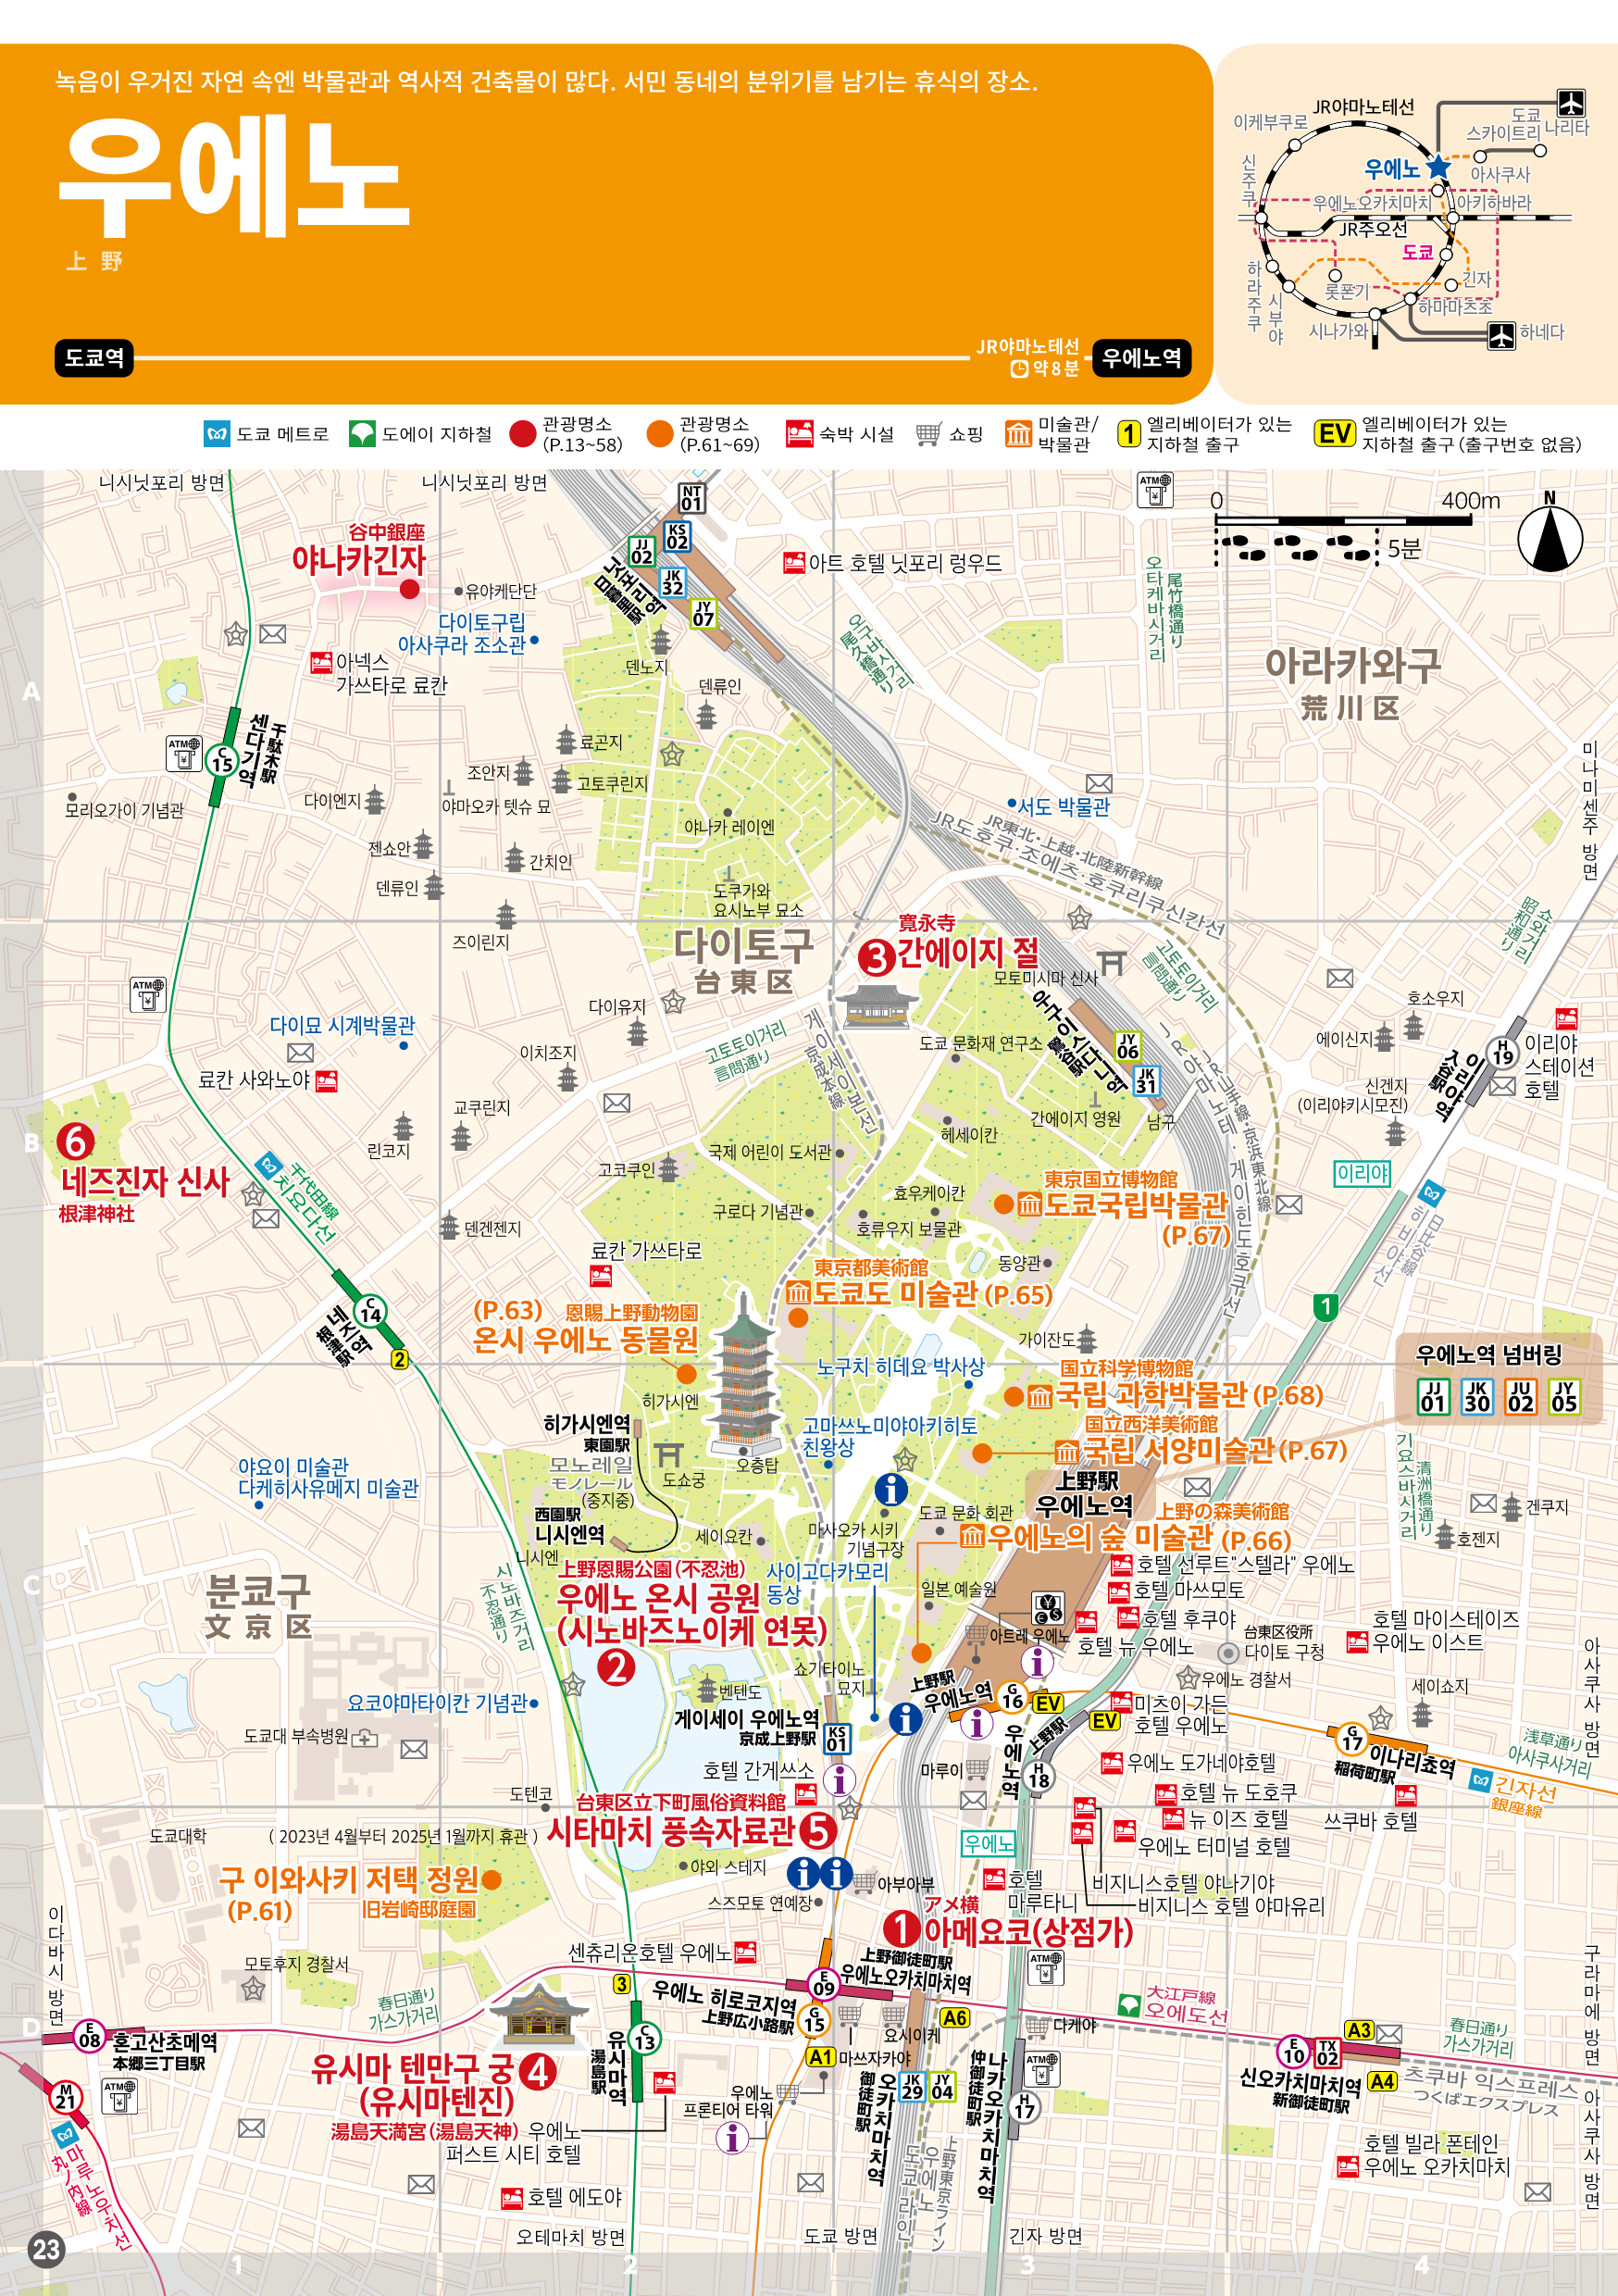 녹음이 우거진 자연 속엔 박물관과 역사적 건축물이 많다. 서민 동네의 분위기를 남기는 휴식의 장소.
우에노
上 野
도쿄역
JR야마노테선
약 8 분
우에노역
JR야마노테선
이케부쿠로
도쿄
스카이트리
나리타
신주쿠
우에노
아사쿠사
우에노오카치마치
아키하바라
JR주오선
도쿄
하라주쿠
시부야
롯폰기
긴자
하마마츠초
시나가와
하네다
도쿄 메트로
도에이 지하철
관광명소
(P.13~58)
관광명소
(P.61~69)
숙박 시설
쇼핑
미술관/
박물관
1
엘리베이터가 있는
지하철 출구
EV
엘리베이터가 있는
지하철 출구 (출구번호 없음)
니시닛포리 방면
니시닛포리 방면
NT
01
KS
02
JJ
02
JK
32
JY
07
닛포리역
日暮里駅
ATM
0
400m
5분
N
谷中銀座
야나카긴자
유야케단단
다이토구립
아사쿠라 조소관
아트 호텔 닛포리 렁우드
오타케바시거리
尾竹橋通り
오구바시거리
尾久橋通り
아라카와구
荒 川 区
아넥스
가쓰타로 료칸
덴노지
덴류인
A
센다기역
千駄木駅
C
15
ATM
료곤지
조안지
고토쿠린지
다이엔지
야마오카 텟슈 묘
모리오가이 기념관
야나카 레이엔
서도 박물관
미나미센주 방면
JR東北・上越・北陸新幹線
JR도호쿠·조에츠·호쿠리쿠신칸선
젠쇼안
간치인
덴류인
도쿠가와
요시노부 묘소
즈이린지
다이토구
台 東 区
寛永寺
3
간에이지 절
모토미시마 신사
고토토이거리
言問通り
쇼와거리
昭和通り
ATM
다이묘 시계박물관
다이유지
이치조지
고토토이거리
言問通り
게이세이 본선
京成本線
도쿄 문화재 연구소
우구이스다니역
鶯谷駅
JY
06
JK
31
호소우지
에이신지
H
19
이리야역
入谷駅
이리야
스테이션
호텔
신겐지
(이리야키시모진)
료칸 사와노야
교쿠린지
린코지
간에이지 영원
남규
헤세이칸
B
6
네즈진자 신사
根津神社
千代田線
치요다선
고코쿠인
국제 어린이 도서관
이리야
덴겐젠지
구로다 기념관
효우케이칸
호류우지 보물관
東京国立博物館
도쿄국립박물관
(P.67)
JR山手線・京浜東北線
JR야마노테·게이힌도호쿠선
日比谷線
히비야선
료칸 가쓰타로
동양관
東京都美術館
도쿄도 미술관 (P.65)
C
14
네즈역
根津駅
2
(P.63)
恩賜上野動物園
온시 우에노 동물원
가이잔도
1
우에노역 넘버링
JJ
01
JK
30
JU
02
JY
05
노구치 히데요 박사상
国立科学博物館
국립 과학박물관 (P.68)
히가시엔
히가시엔역
東園駅
고마쓰노미야아키히토
친왕상
国立西洋美術館
국립 서양미술관 (P.67)
모노레일
モノレール
(중지중)
도쇼궁
오층탑
야요이 미술관
다케히사유메지 미술관
西園駅
니시엔역
니시엔
세이요칸
마사오카 시키
기념구장
도쿄 문화 회관
上野駅
우에노역
上野の森美術館
우에노의 숲 미술관 (P.66)
기요스바시거리
清洲橋通り
겐쿠지
호젠지
C
분쿄구
文 京 区
시노바즈거리
不忍通り
上野恩賜公園(不忍池)
우에노 온시 공원
(시노바즈노이케 연못)
2
사이고다카모리
동상
일본 예술원
호텔 선루트"스텔라" 우에노
호텔 마쓰모토
호텔 후쿠야
호텔 뉴 우에노
台東区役所
다이토 구청
호텔 마이스테이즈
우에노 이스트
아트레 우에노
우에노 경찰서
세이쇼지
아사쿠사 방면
쇼기타이노
묘지
벤텐도
요코야마타이칸 기념관
도쿄대 부속병원
게이세이 우에노역
京成上野駅
KS
01
上野駅
우에노역
G
16
EV
EV
上野駅
우에노역
H
18
미츠이 가든
호텔 우에노
G
17
이나리쵸역
稲荷町駅
浅草通り
아사쿠사거리
긴자선
銀座線
호텔 간게쓰소
마루이
우에노 도가네야호텔
호텔 뉴 도호쿠
뉴 이즈 호텔
우에노 터미널 호텔
쓰쿠바 호텔
도텐코
台東区立下町風俗資料館
시타마치 풍속자료관
5
( 2023년 4월부터 2025년 1월까지 휴관 )
도쿄대학
우에노
야외 스테지
구 이와사키 저택 정원
(P.61)
旧岩崎邸庭園
스즈모토 연예장
아부아부
호텔
마루타니
비지니스호텔 야나기야
비지니스 호텔 야마유리
アメ横
1
아메요코(상점가)
이다바시 방면
모토후지 경찰서
센츄리온호텔 우에노
上野御徒町駅
우에노오카치마치역
E
09
ATM
구라마에 방면
春日通り
가스가거리
3
우에노 히로코지역
上野広小路駅
G
15
A6
요시이케
다케야
大江戸線
오에도선
D
E
08
혼고산초메역
本郷三丁目駅
유시마역
湯島駅
C
13
A1
마쓰자카야
JK
29
JY
04
오카치마치역
御徒町駅
나카오카치마치역
仲御徒町駅
H
17
ATM
E
10
TX
02
A3
A4
신오카치마치역
新御徒町駅
春日通り
가스가거리
츠쿠바 익스프레스
つくばエクスプレス
유시마 텐만구 궁
(유시마텐진)
4
湯島天満宮(湯島天神)
M
21
ATM
마루노우치선
丸ノ内線
우에노
퍼스트 시티 호텔
우에노
프론티어 타워
호텔 에도야
우에노 도쿄라인
上野東京ライン
호텔 빌라 폰테인
우에노 오카치마치
아사쿠사 방면
오테마치 방면
도쿄 방면
긴자 방면
23
1
2
3
4